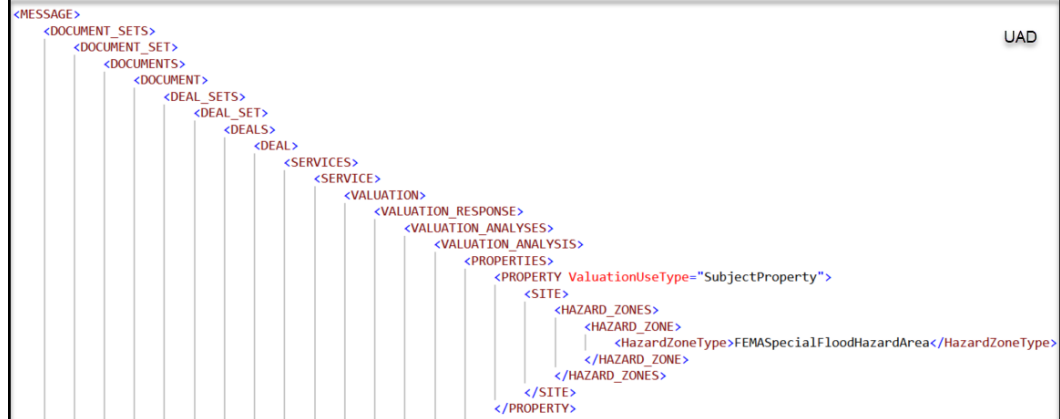 <MESSAGE>
<DOCUMENT_SETS>
UAD
<DOCUMENT_SET>
<DOCUMENTS>
<DOCUMENT>
<DEAL_SETS>
<DEAL_SET>
<DEALS>
<DEAL>
<SERVICES>
<SERVICE>
<VALUATION>
<VALUATION_RESPONSE>
<VALUATION_ANALYSES>
<VALUATION_ANALYSIS>
<PROPERTIES>
<PROPERTY ValuationUseType="SubjectProperty">
<SITE>
<HAZARD_ZONES>
<HAZARD_ZONE>
<HazardZoneType>FEMASpecialFloodHazardArea</HazardZoneType>
</HAZARD_ZONE>
</HAZARD_ZONES>
</SITE>
</PROPERTY>